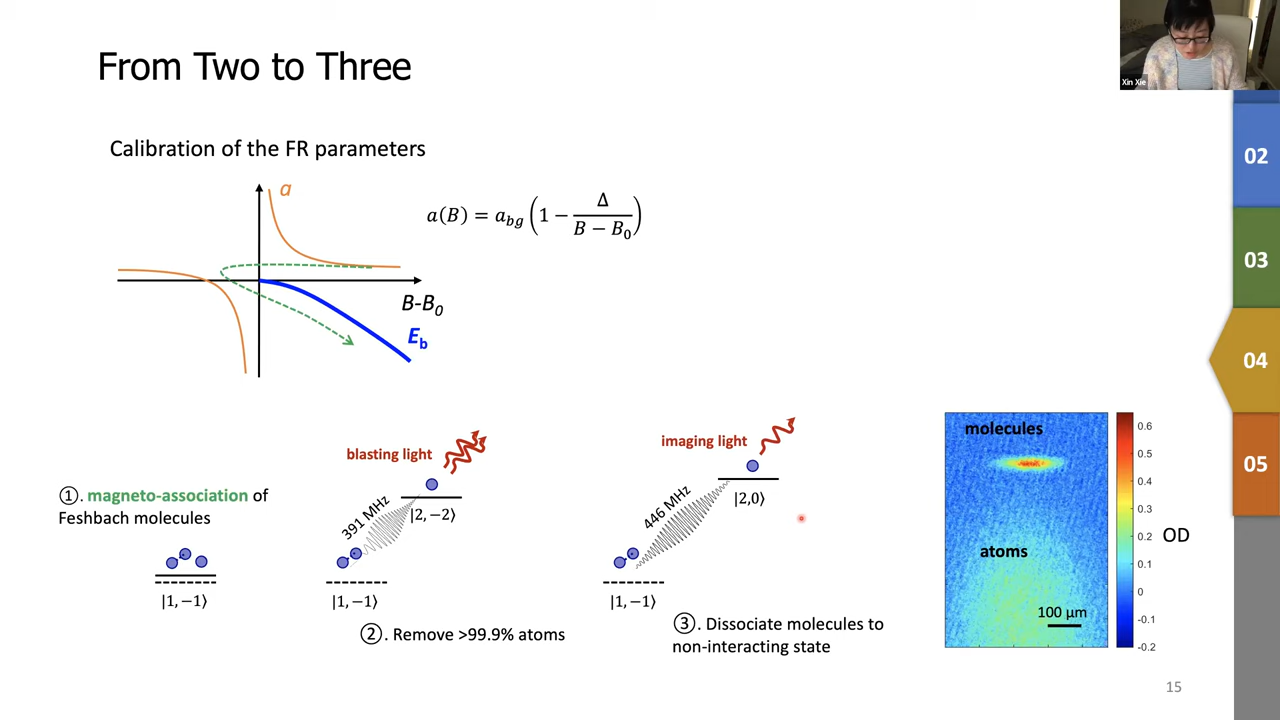 From Two to Three
Xin Xie
Calibration of the FR parameters
a
a(B) = a_{bg} (1 − Δ / (B − B_0))
B-B_0
E_b
02
03
04
05
①. magneto-association of
Feshbach molecules
|1, −1⟩
blasting light
391 MHz
|2, −2⟩
|1, −1⟩
②. Remove >99.9% atoms
imaging light
446 MHz
|2,0⟩
|1, −1⟩
③. Dissociate molecules to
non-interacting state
molecules
atoms
100 μm
0.6
0.5
0.4
0.3
0.2
0.1
0
-0.1
-0.2
OD
15